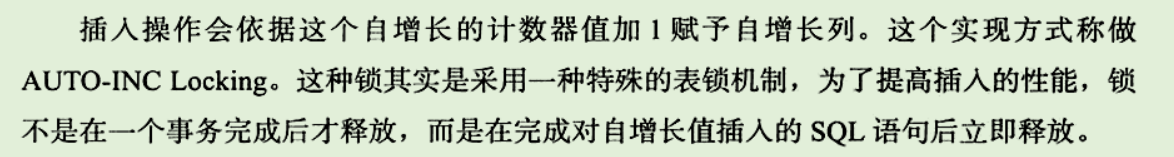 插入操作会依据这个自增长的计数器值加 1 赋予自增长列。这个实现方式称做
AUTO-INC Locking。这种锁其实是采用一种特殊的表锁机制，为了提高插入的性能，锁
不是在一个事务完成后才释放，而是在完成对自增长值插入的 SQL 语句后立即释放。